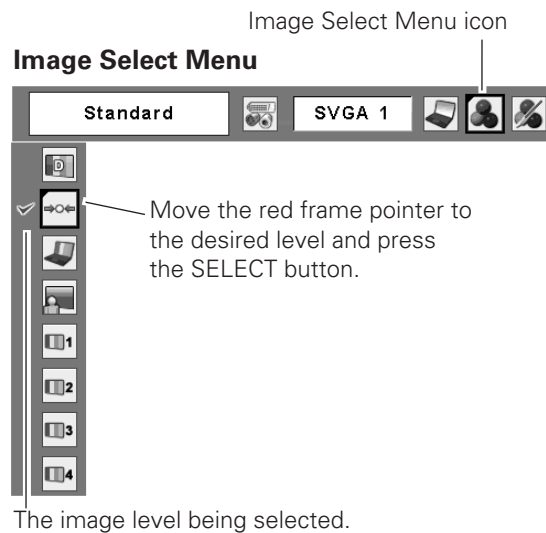 Image Select Menu icon
Image Select Menu
Standard
SVGA 1
D
Move the red frame pointer to
the desired level and press
the SELECT button.
1
2
3
4
The image level being selected.